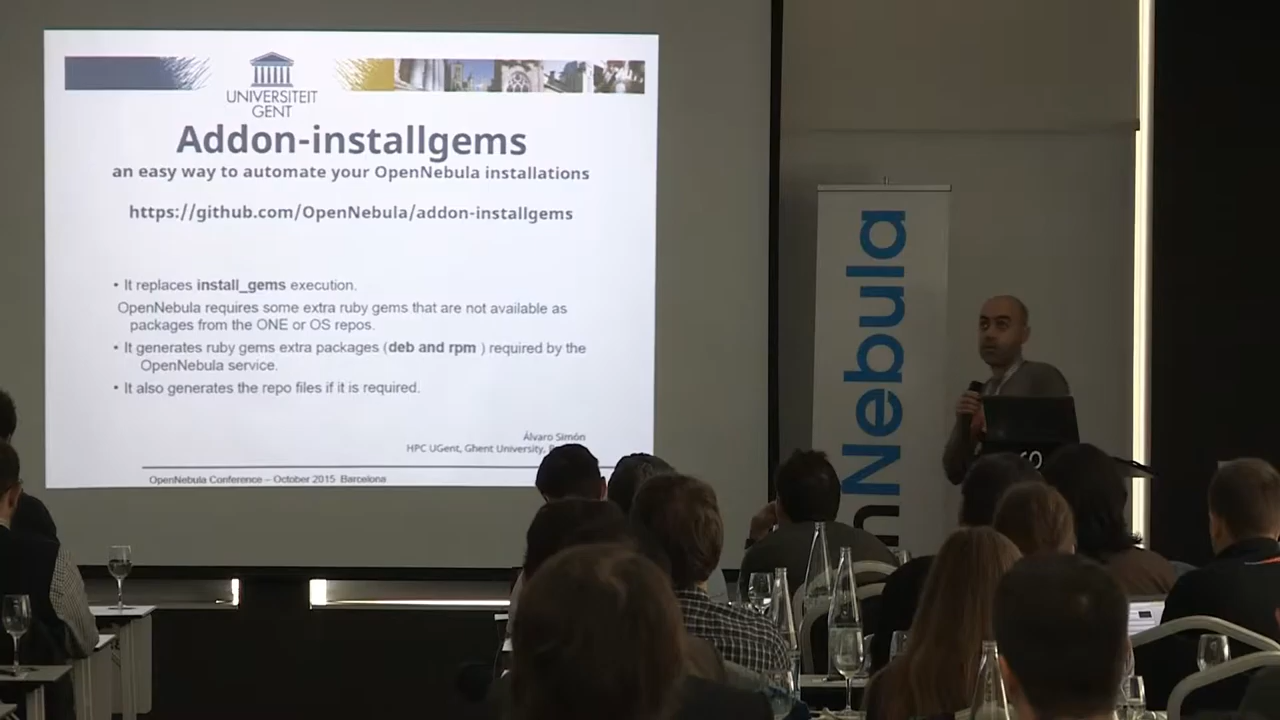 UNIVERSITEIT
GENT
Addon-installgems
an easy way to automate your OpenNebula installations
https://github.com/OpenNebula/addon-installgems
• It replaces install_gems execution.
OpenNebula requires some extra ruby gems that are not available as
packages from the ONE or OS repos.
• It generates ruby gems extra packages (deb and rpm ) required by the
OpenNebula service.
• It also generates the repo files if it is required.
Álvaro Simón
HPC UGent, Ghent University,
OpenNebula Conference – October 2015 Barcelona
nNebula